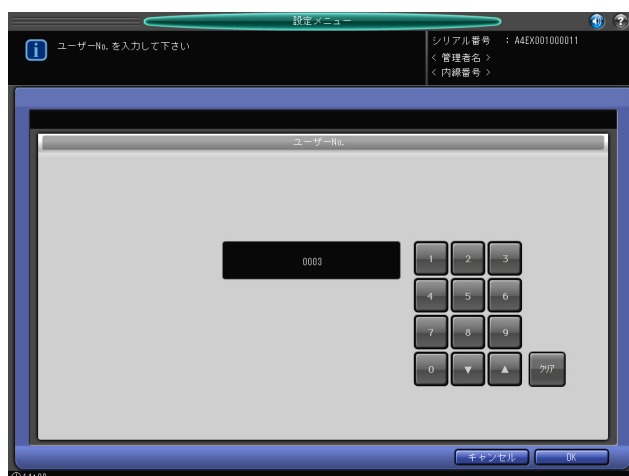 設定メニュー
ユーザーNo.を入力して下さい
シリアル番号 : A4EX001000011
< 管理者名 >
< 内線番号 >
ユーザーNo.
0003
1 2 3
4 5 6
7 8 9
0 ▼ ▲ クリア
キャンセル OK